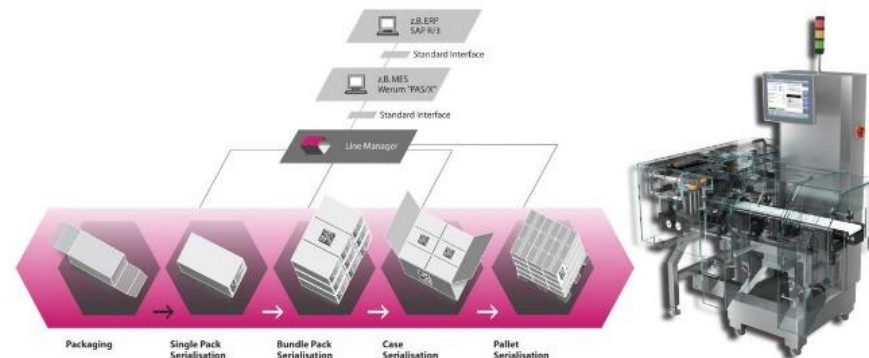 z.B. ERP
SAP R/3
Standard Interface
z.B. MES
Werum "PAS/X"
Standard Interface
Line Manager
Packaging
Single Pack
Serialisation
Bundle Pack
Serialisation
Case
Serialisation
Pallet
Serialisation